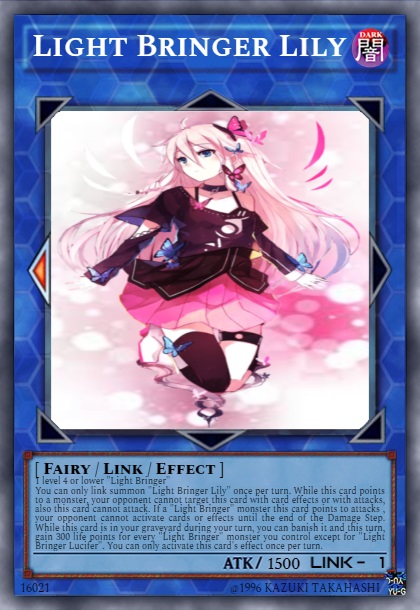 LIGHT BRINGER LILY
DARK
闇
[ FAIRY / LINK / EFFECT ]
1 level 4 or lower "Light Bringer"
You can only link summon "Light Bringer Lily" once per turn. While this card points
to a monster, your opponent cannot target this card with card effects or with attacks,
also this card cannot attack. If a "Light Bringer" monster this card points to attacks ,
your opponent cannot activate cards or effects until the end of the Damage Step.
While this card is in your graveyard during your turn, you can banish it and this turn,
gain 300 life points for every "Light Bringer" monster you control except for "Light
Bringer Lucifer". You can only activate this card's effect once per turn.
ATK/ 1500 LINK- 1
16021 ©1996 KAZUKI TAKAHASHI